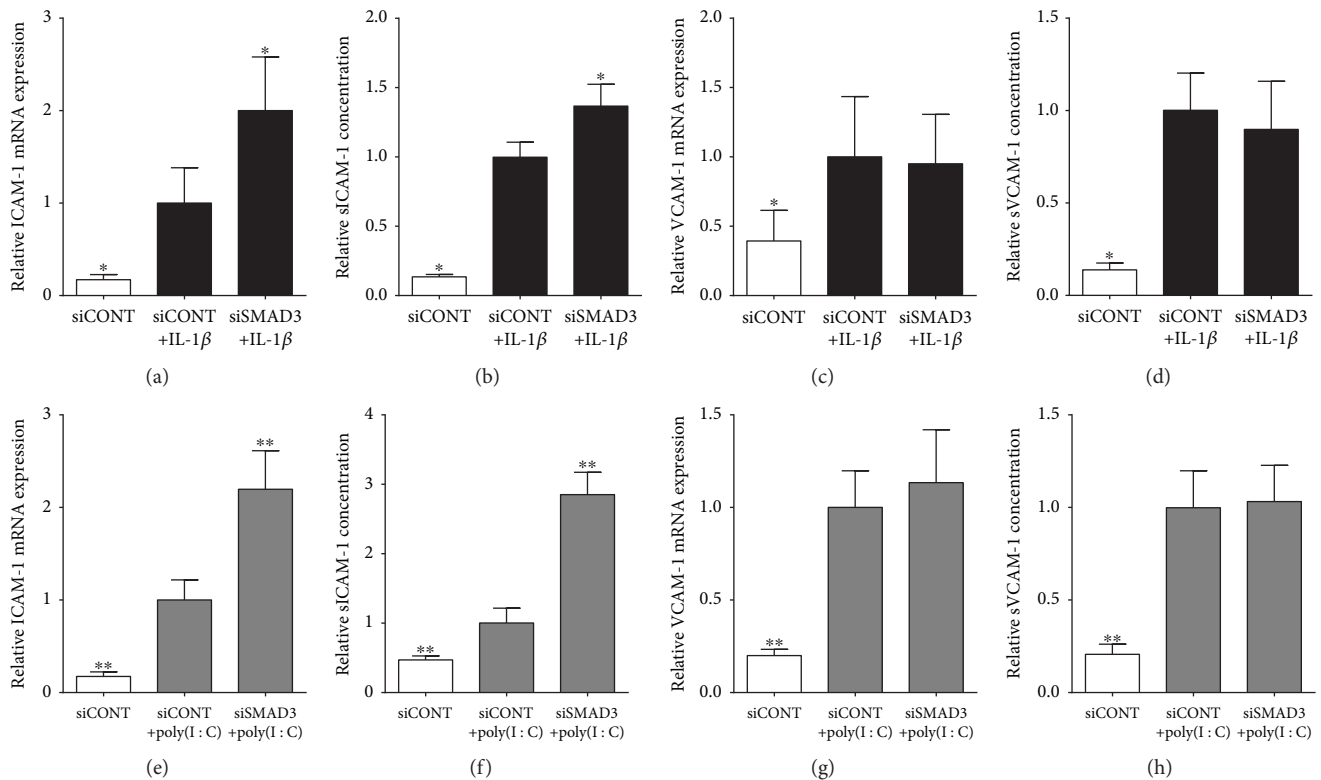 Relative ICAM-1 mRNA expression
3
2
1
0
*
*
siCONT
siCONT
+IL-1β
siSMAD3
+IL-1β
(a)
Relative sICAM-1 concentration
2.0
1.5
1.0
0.5
0.0
*
*
siCONT
siCONT
+IL-1β
siSMAD3
+IL-1β
(b)
Relative VCAM-1 mRNA expression
2.0
1.5
1.0
0.5
0.0
*
siCONT
siCONT
+IL-1β
siSMAD3
+IL-1β
(c)
Relative sVCAM-1 concentration
1.5
1.0
0.5
0.0
*
siCONT
siCONT
+IL-1β
siSMAD3
+IL-1β
(d)
Relative ICAM-1 mRNA expression
3
2
1
0
**
**
siCONT
siCONT
+poly(I : C)
siSMAD3
+poly(I : C)
(e)
Relative sICAM-1 concentration
4
3
2
1
0
**
**
siCONT
siCONT
+poly(I : C)
siSMAD3
+poly(I : C)
(f)
Relative VCAM-1 mRNA expression
1.5
1.0
0.5
0.0
**
siCONT
siCONT
+poly(I : C)
siSMAD3
+poly(I : C)
(g)
Relative sVCAM-1 concentration
1.5
1.0
0.5
0.0
**
siCONT
siCONT
+poly(I : C)
siSMAD3
+poly(I : C)
(h)